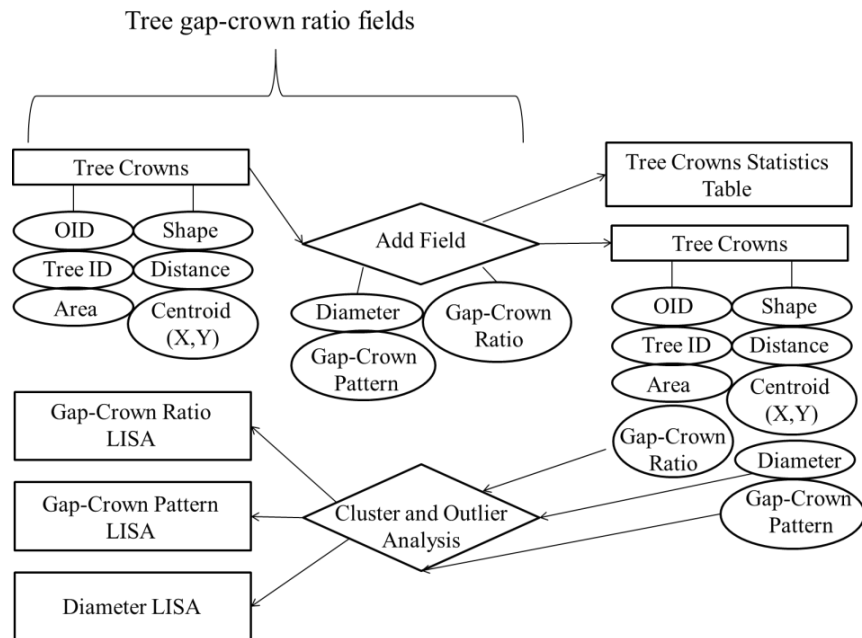 Tree gap-crown ratio fields
Tree Crowns
OID
Shape
Tree ID
Distance
Area
Centroid
(X,Y)
Add Field
Diameter
Gap-Crown
Pattern
Gap-Crown
Ratio
Tree Crowns Statistics
Table
Tree Crowns
OID
Shape
Tree ID
Distance
Area
Centroid
(X,Y)
Gap-Crown
Ratio
Diameter
Gap-Crown
Pattern
Cluster and Outlier
Analysis
Gap-Crown Ratio
LISA
Gap-Crown Pattern
LISA
Diameter LISA